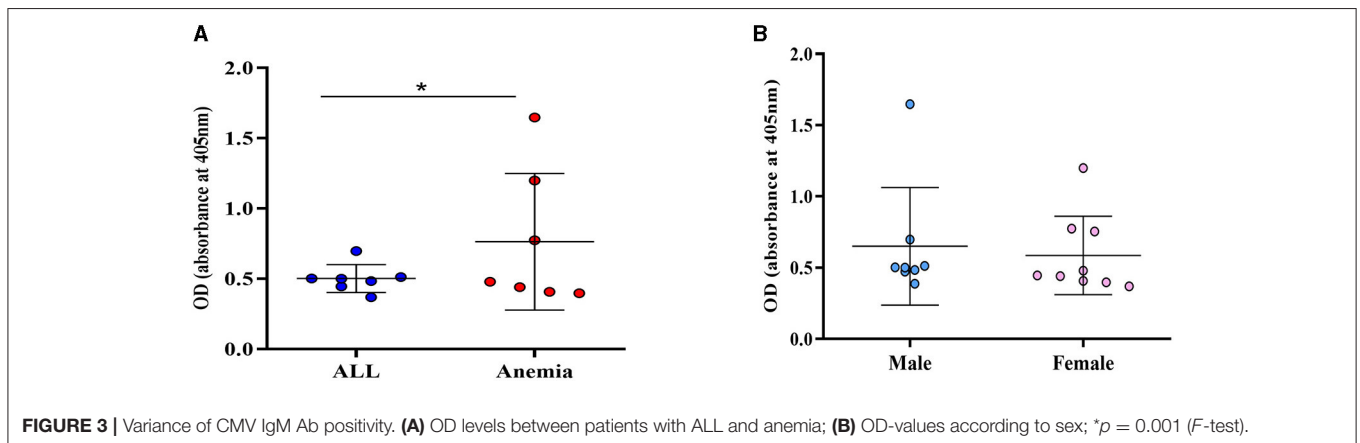 A
OD (absorbance at 405nm)
2.0
1.5
1.0
0.5
0.0
*
ALL
Anemia
B
OD (absorbance at 405nm)
2.0
1.5
1.0
0.5
0.0
Male
Female
FIGURE 3 | Variance of CMV IgM Ab positivity. (A) OD levels between patients with ALL and anemia; (B) OD-values according to sex; *p = 0.001 (F-test).